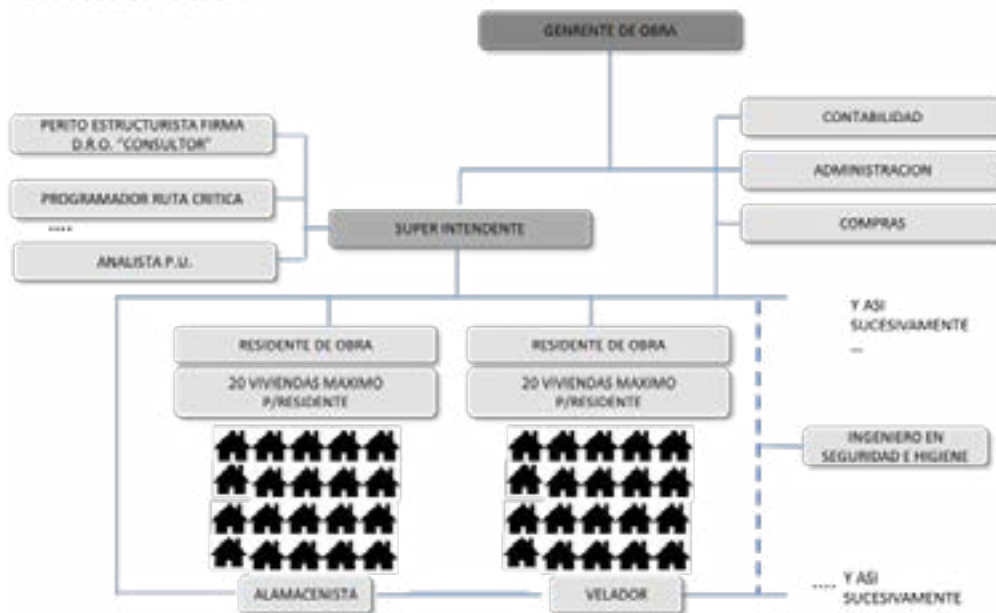 GENRENTE DE OBRA
PERITO ESTRUCTURISTA FIRMA
D.R.O. "CONSULTOR"
PROGRAMADOR RUTA CRITICA
....
ANALISTA P.U.
SUPER INTENDENTE
CONTABILIDAD
ADMINISTRACION
COMPRAS
RESIDENTE DE OBRA
20 VIVIENDAS MAXIMO
P/RESIDENTE
RESIDENTE DE OBRA
20 VIVIENDAS MAXIMO
P/RESIDENTE
Y ASI
SUCESIVAMENTE
...
INGENIERO EN
SEGURIDAD E HIGIENE
ALAMACENISTA
VELADOR
.... Y ASI
SUCESIVAMENTE